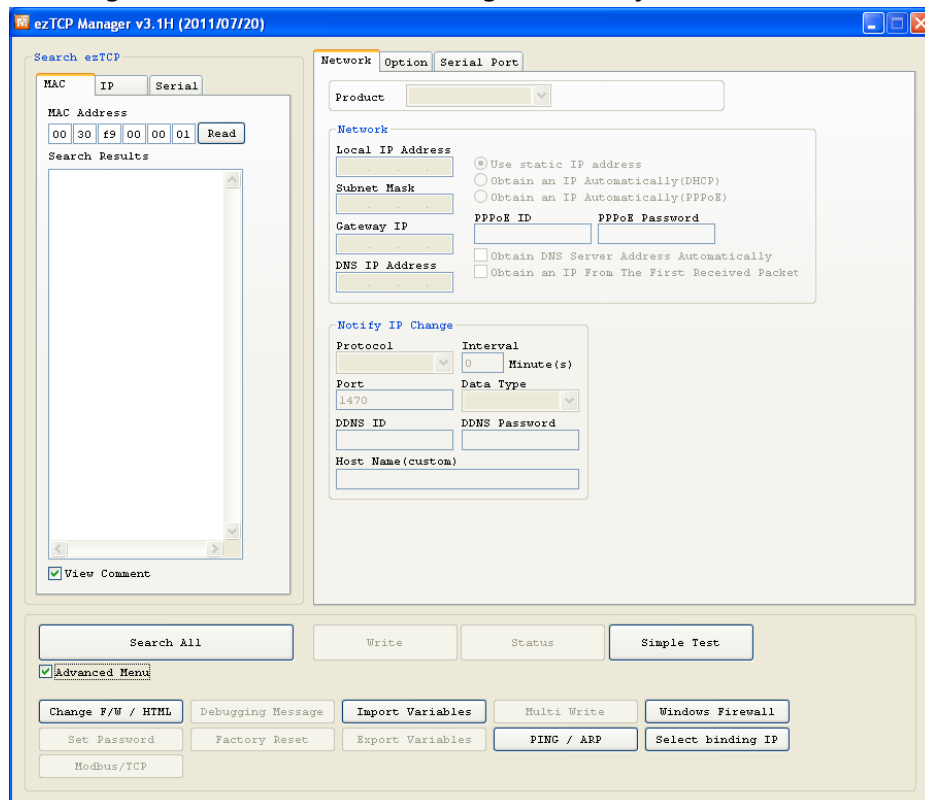 ezTCP Manager v3.1H (2011/07/20)
Search ezTCP
MAC IP Serial
MAC Address
00 30 f9 00 00 01 Read
Search Results
View Comment
Network Option Serial Port
Product
Network
Local IP Address
Subnet Mask
Gateway IP
DNS IP Address
Use static IP address
Obtain an IP Automatically(DHCP)
Obtain an IP Automatically(PPPoE)
PPPoE ID PPPoE Password
Obtain DNS Server Address Automatically
Obtain an IP From The First Received Packet
Notify IP Change
Protocol Interval
0 Minute(s)
Port Data Type
1470
DDNS ID DDNS Password
Host Name(custom)
Search All Write Status Simple Test
Advanced Menu
Change F/W / HTML Debugging Message Import Variables Multi Write Windows Firewall
Set Password Factory Reset Export Variables PING / ARP Select binding IP
Modbus/TCP